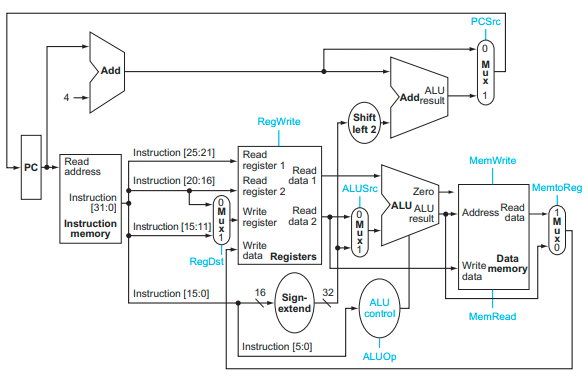 PCSrc
0
M
u
x
1
Add
4
Add
ALU
result
Shift
left 2
RegWrite
PC
Read
address
Instruction
[31:0]
Instruction
memory
Instruction [25:21]
Instruction [20:16]
Instruction [15:11]
0
M
u
x
1
RegDst
Read
register 1
Read
register 2
Write
register
Write
data
Read
data 1
Read
data 2
Registers
ALUSrc
0
M
u
x
1
Zero
ALU
ALU
result
MemWrite
Address
Read
data
Write
data
Data
memory
MemRead
MemtoReg
1
M
u
x
0
Instruction [15:0]
16
Sign-
extend
32
ALU
control
Instruction [5:0]
ALUOp